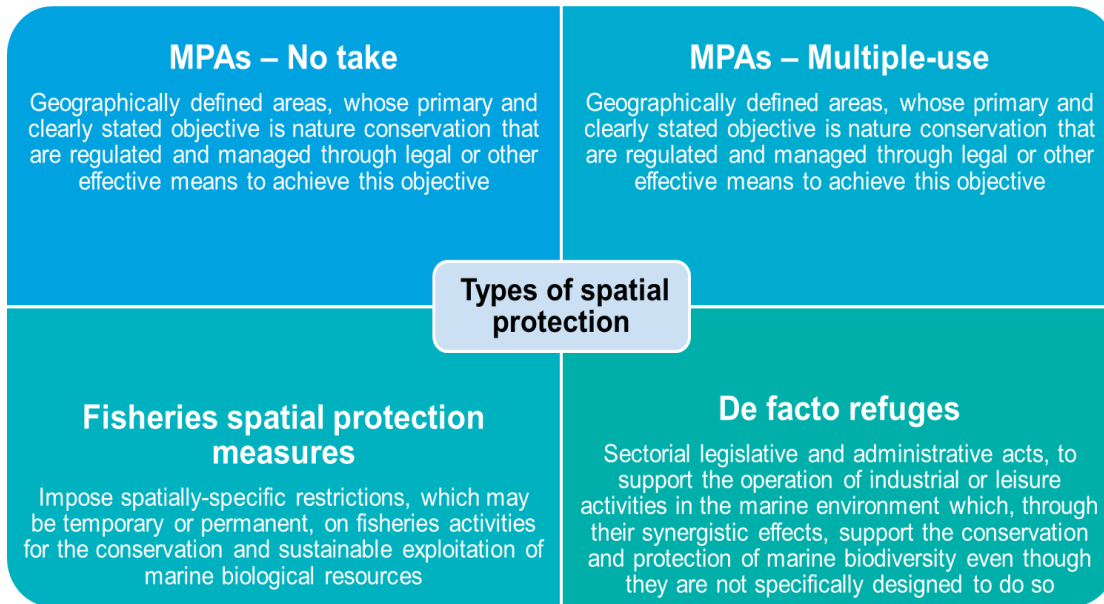 MPAs – No take
Geographically defined areas, whose primary and
clearly stated objective is nature conservation that
are regulated and managed through legal or other
effective means to achieve this objective
MPAs – Multiple-use
Geographically defined areas, whose primary and
clearly stated objective is nature conservation that
are regulated and managed through legal or other
effective means to achieve this objective
Types of spatial
protection
Fisheries spatial protection
measures
Impose spatially-specific restrictions, which may
be temporary or permanent, on fisheries activities
for the conservation and sustainable exploitation of
marine biological resources
De facto refuges
Sectorial legislative and administrative acts, to
support the operation of industrial or leisure
activities in the marine environment which, through
their synergistic effects, support the conservation
and protection of marine biodiversity even though
they are not specifically designed to do so